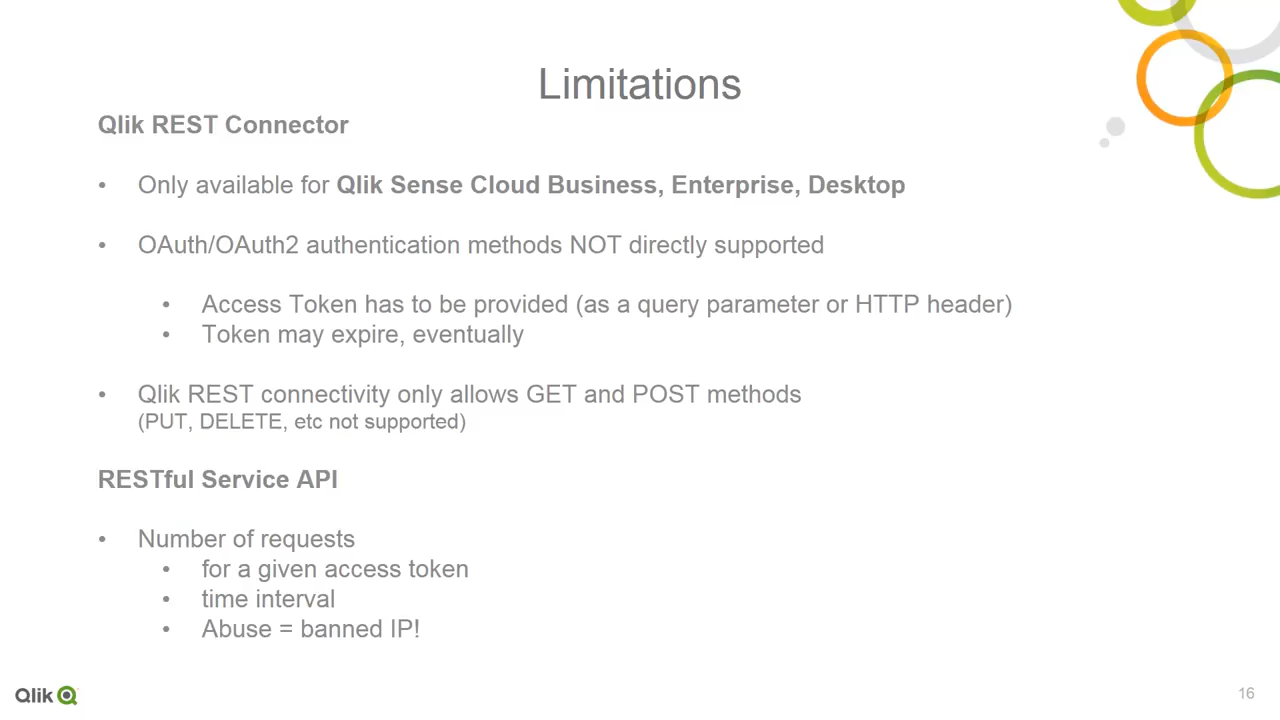 Limitations
Qlik REST Connector
• Only available for Qlik Sense Cloud Business, Enterprise, Desktop
• OAuth/OAuth2 authentication methods NOT directly supported
• Access Token has to be provided (as a query parameter or HTTP header)
• Token may expire, eventually
• Qlik REST connectivity only allows GET and POST methods
(PUT, DELETE, etc not supported)
RESTful Service API
• Number of requests
• for a given access token
• time interval
• Abuse = banned IP!
Qlik
16